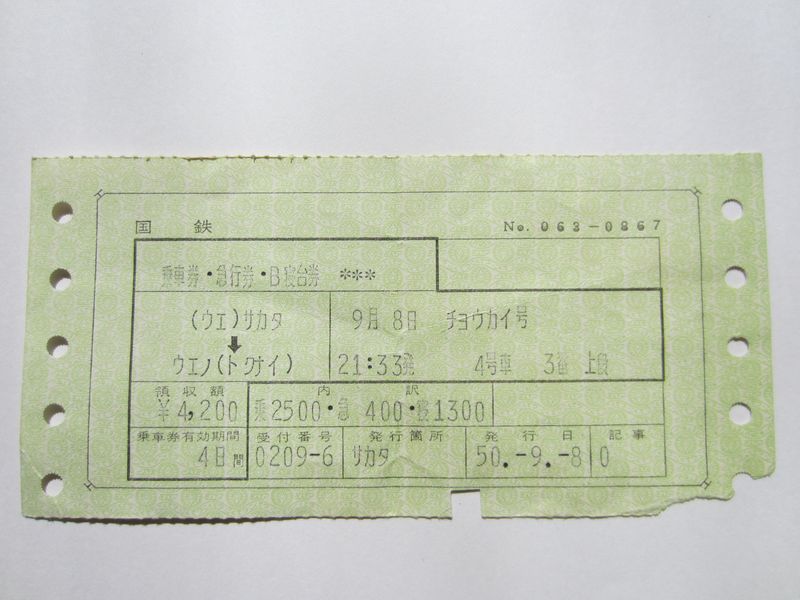 国鉄 No. 063-0867
乗車券・急行券・B寝台券 ***
(ウエ)サカタ 9月 8日 チョウカイ号
↓
ウエノ(トクナイ) 21:33発 4号車 3番 上段
領収額 内訳
¥4,200 乗2500・急 400・寝1300
乗車券有効期間 受付番号 発行箇所 発行日 記事
4日間 0209-6 サカタ 50.-9.-8 0